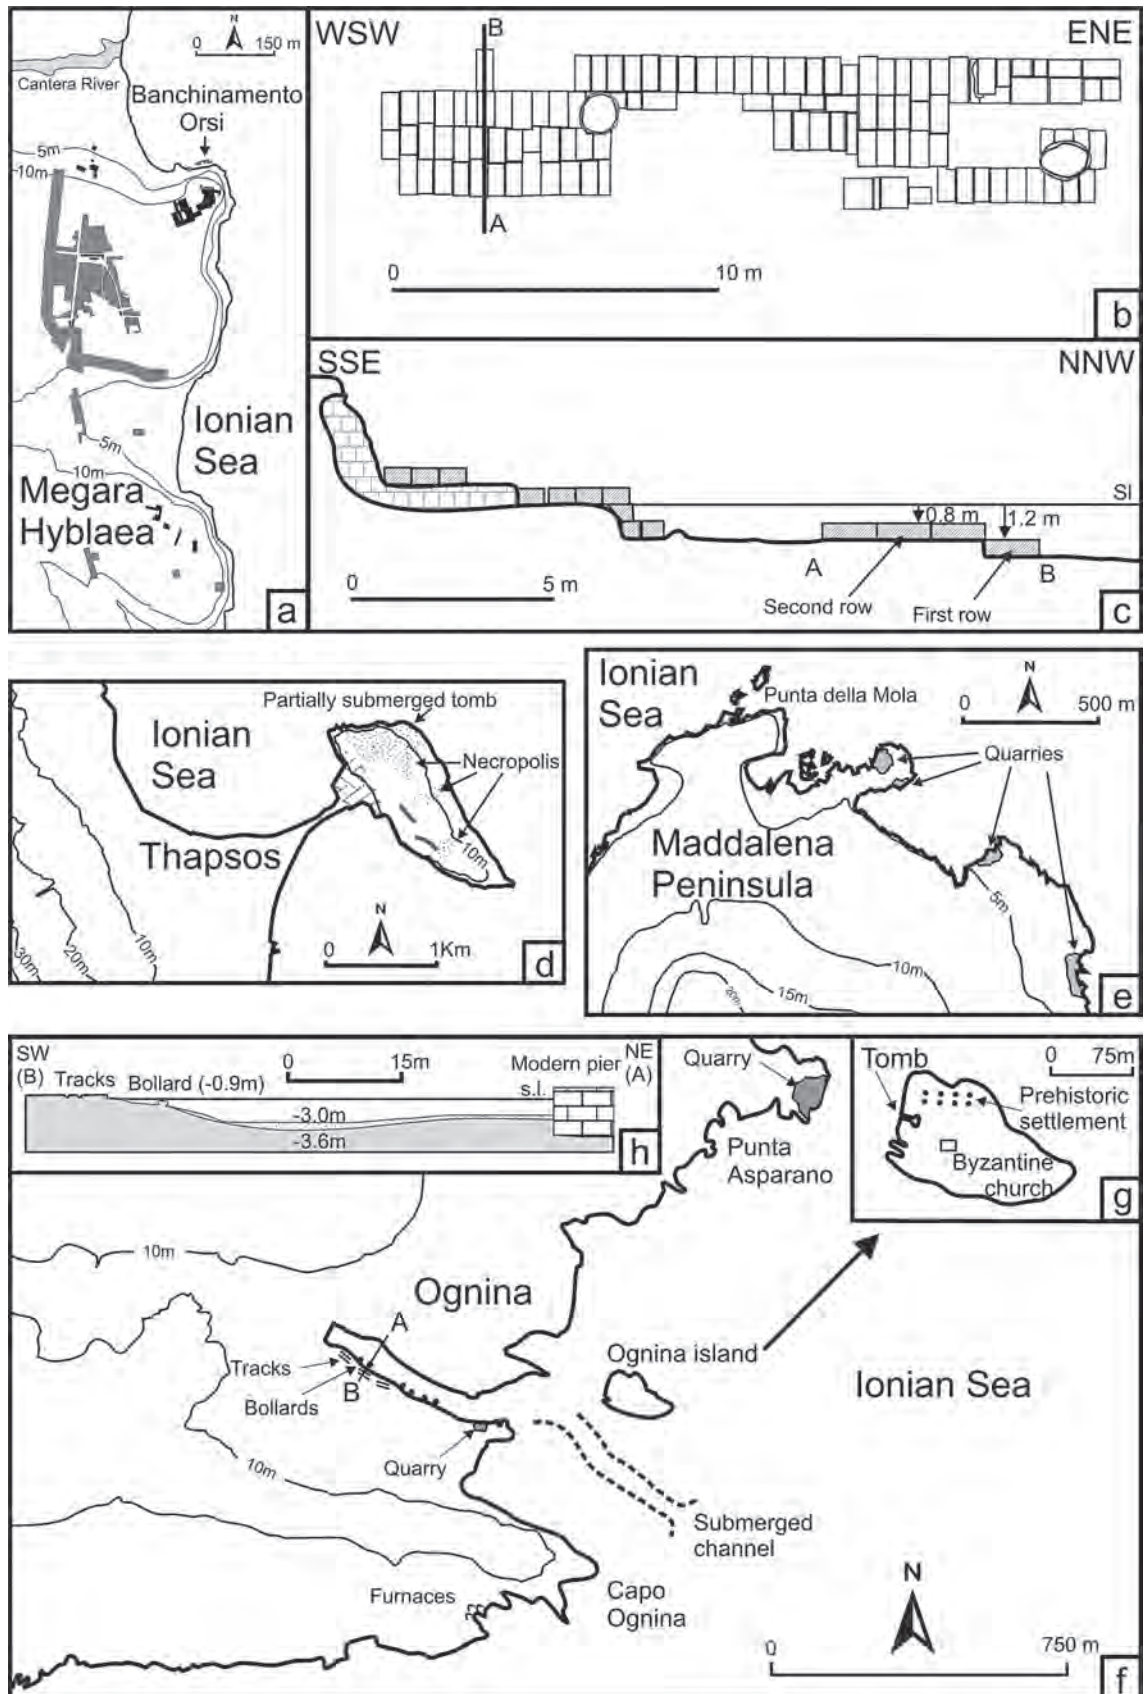 N
0 150 m
Cantera River
Banchinamento
Orsi
5m
10m
Ionian
Sea
5m
10m
Megara
Hyblaea
a
WSW
B
ENE
A
0 10 m
b
SSE
NNW
Sl
0.8 m
1.2 m
A
B
0 5 m
Second row
First row
c
Partially submerged tomb
Ionian
Sea
Necropolis
Thapsos
10m
N
0 1Km
10m
20m
30m
d
Ionian
Sea
Punta della Mola
N
0 500 m
Quarries
Maddalena
Peninsula
5m
10m
15m
20m
e
SW
(B)
Tracks
Bollard (-0.9m)
0 15m
Modern pier
NE
(A)
s.l.
-3.0m
-3.6m
h
Quarry
Punta
Asparano
Tomb
0 75m
Prehistoric
settlement
Byzantine
church
g
10m
Ognina
A
Tracks
B
Bollards
Ognina island
Ionian Sea
Quarry
10m
Submerged
channel
Furnaces
Capo
Ognina
N
0 750 m
f